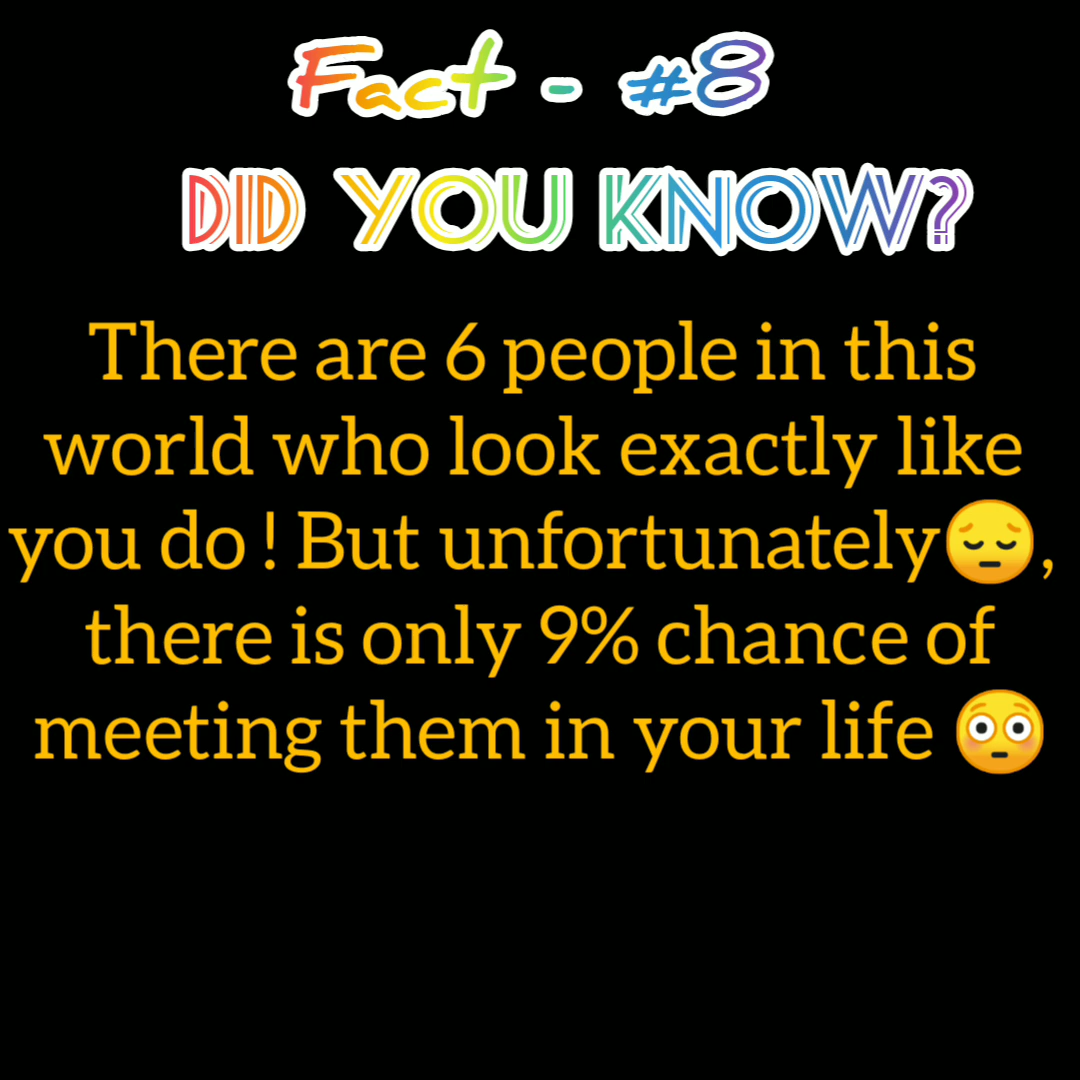 Fact - #8
DID YOU KNOW?
There are 6 people in this
world who look exactly like
you do ! But unfortunately😔,
there is only 9% chance of
meeting them in your life 😳